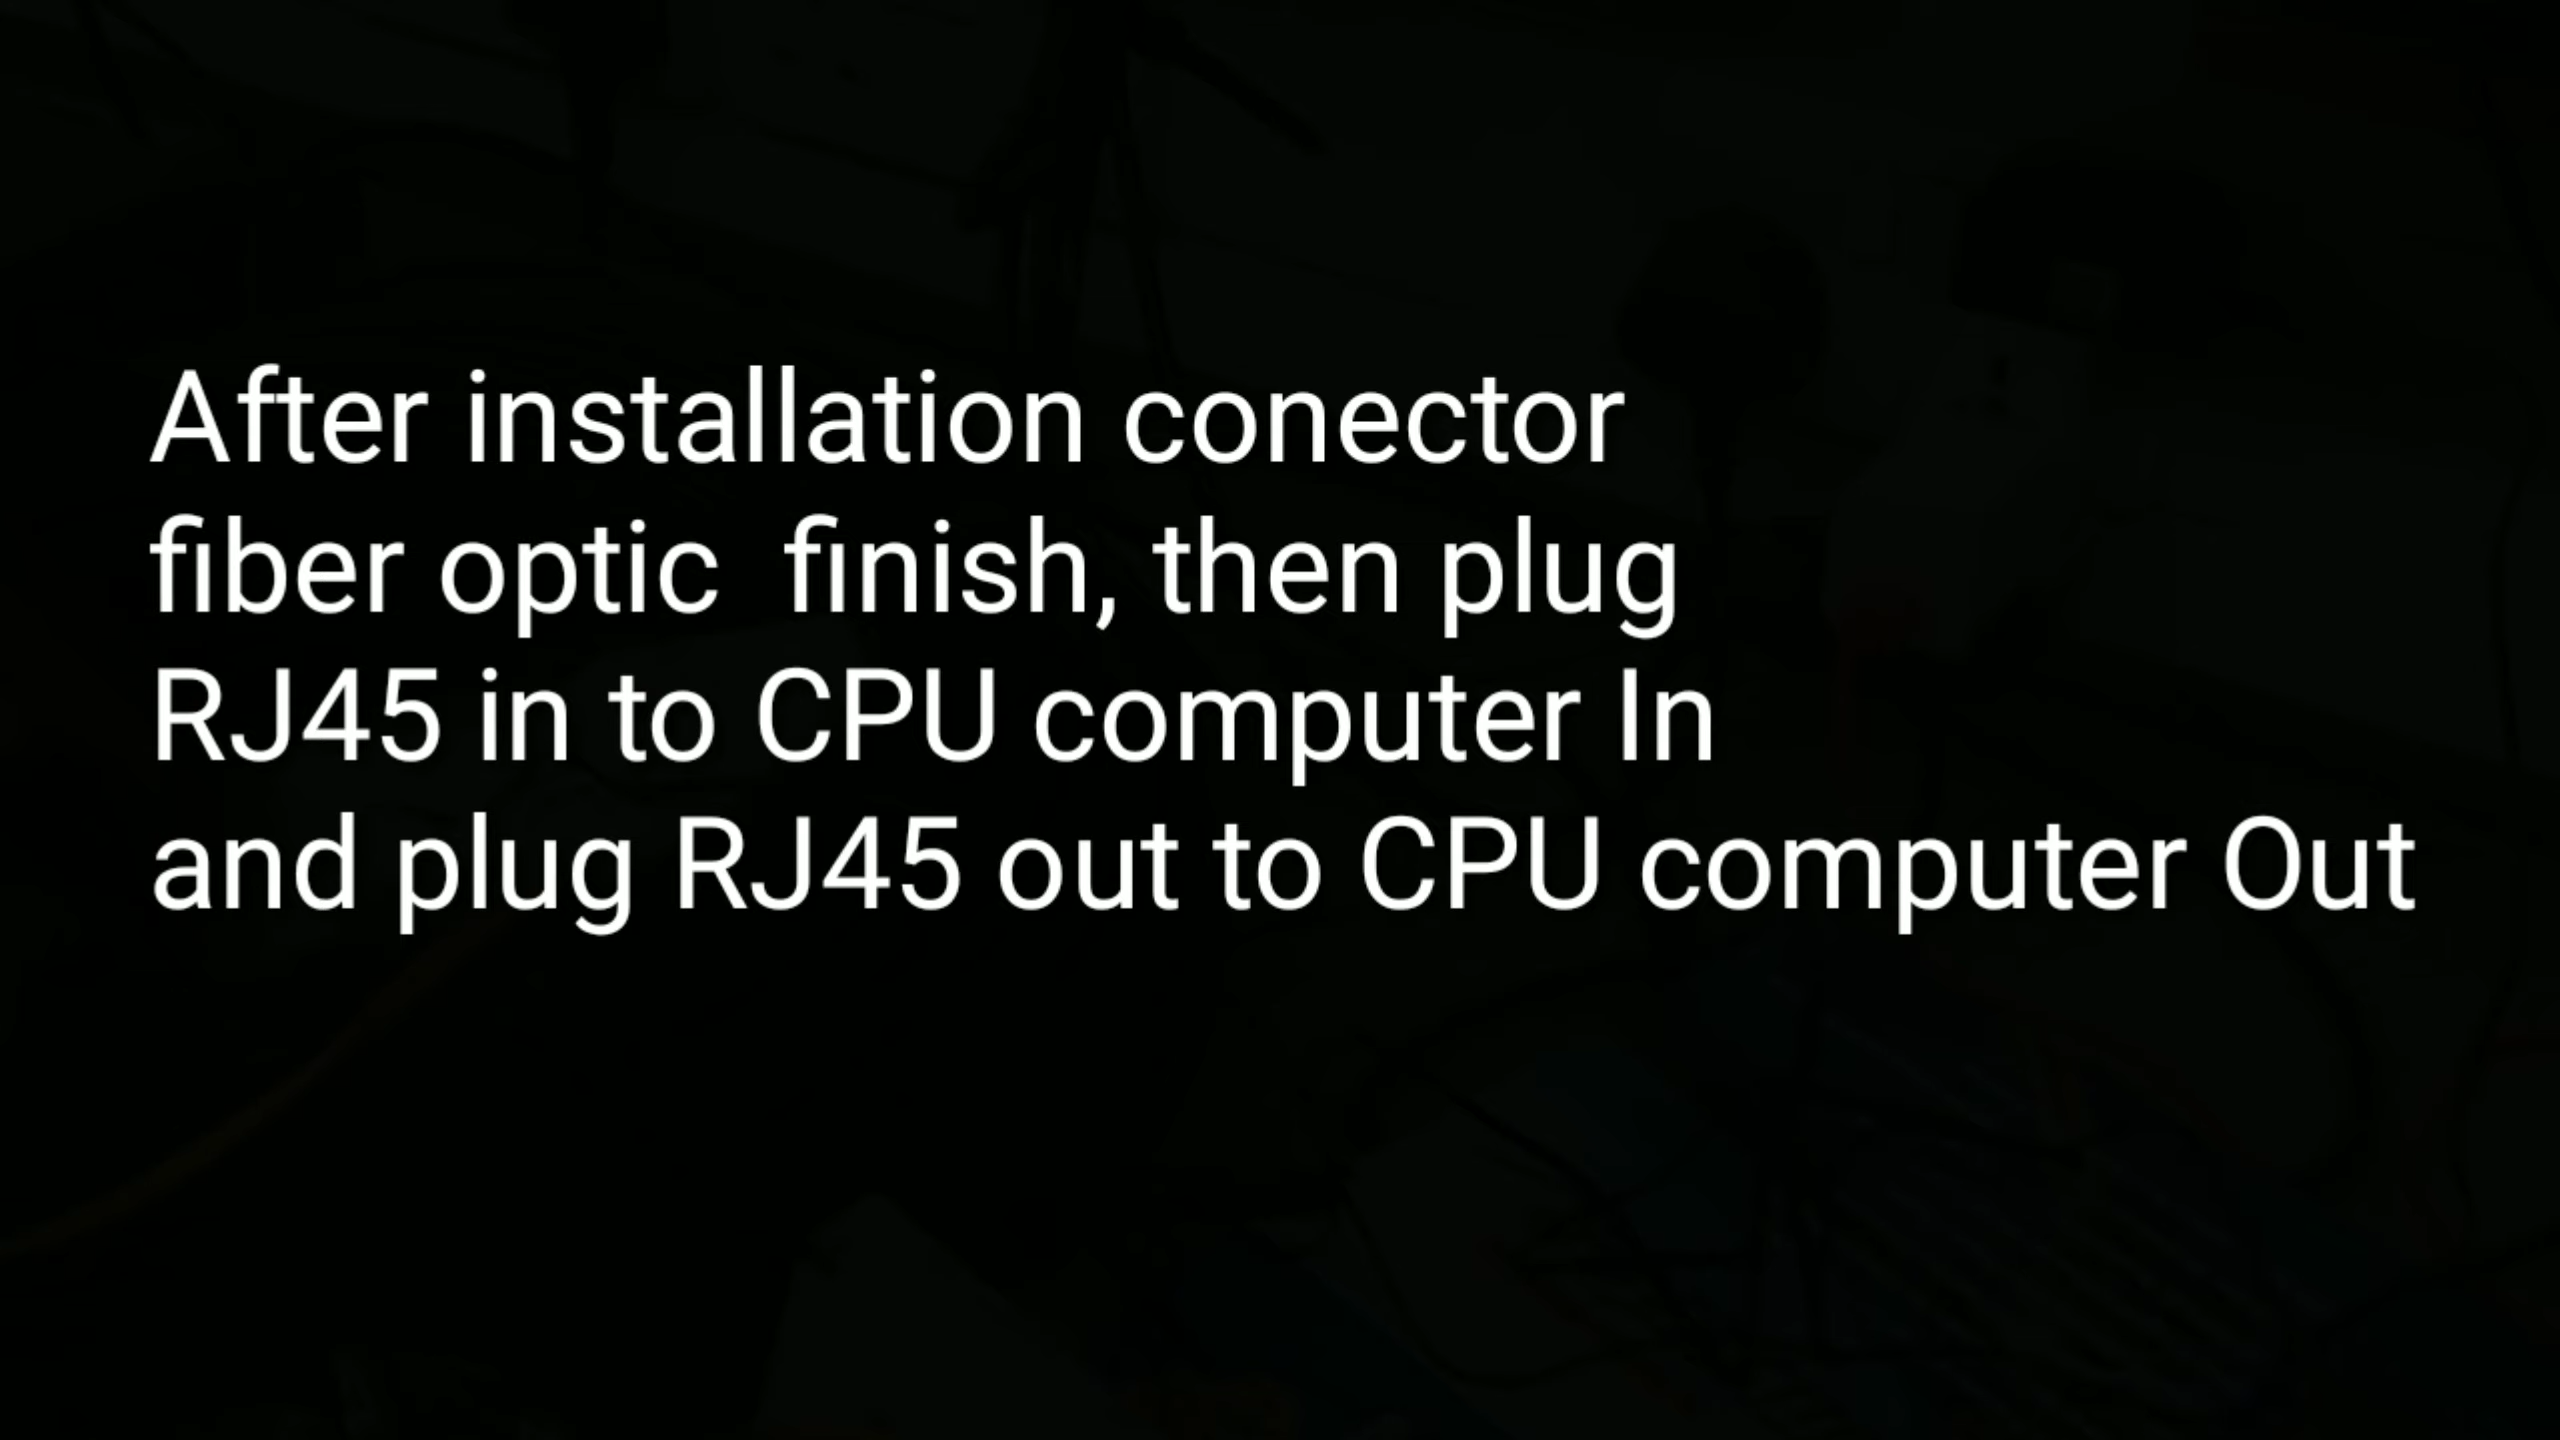 After installation conector
fiber optic  finish, then plug
RJ45 in to CPU computer In
and plug RJ45 out to CPU computer Out